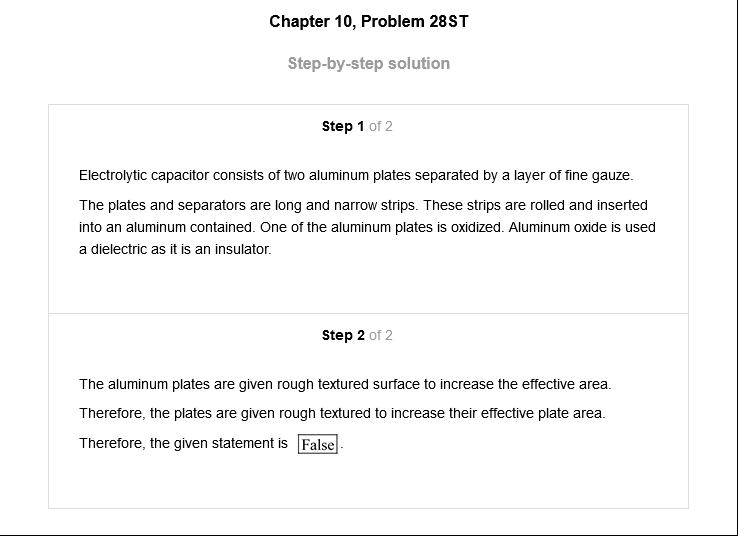 Chapter 10, Problem 28ST
Step-by-step solution
Step 1 of 2
Electrolytic capacitor consists of two aluminum plates separated by a layer of fine gauze.
The plates and separators are long and narrow strips. These strips are rolled and inserted
into an aluminum contained. One of the aluminum plates is oxidized. Aluminum oxide is used
a dielectric as it is an insulator.
Step 2 of 2
The aluminum plates are given rough textured surface to increase the effective area.
Therefore, the plates are given rough textured to increase their effective plate area.
Therefore, the given statement is False.